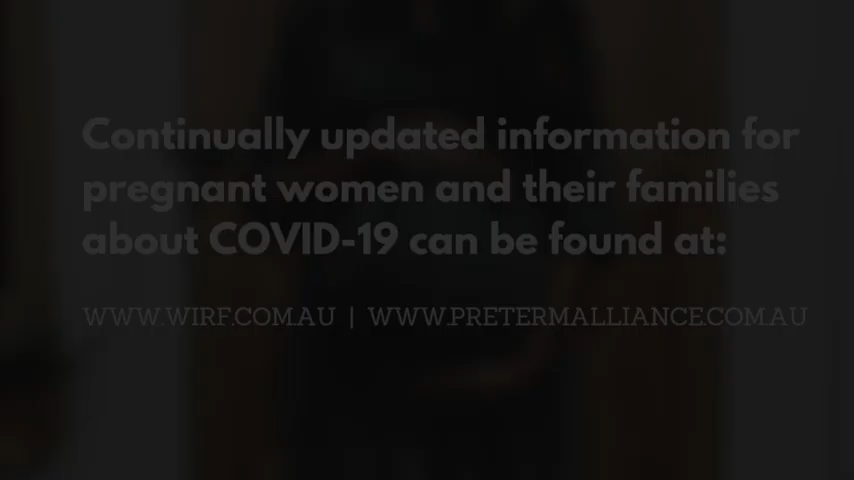 Continually updated information for
pregnant women and their families
about COVID-19 can be found at:
WWW.WIRF.COM.AU | WWW.PRETERMALLIANCE.COM.AU